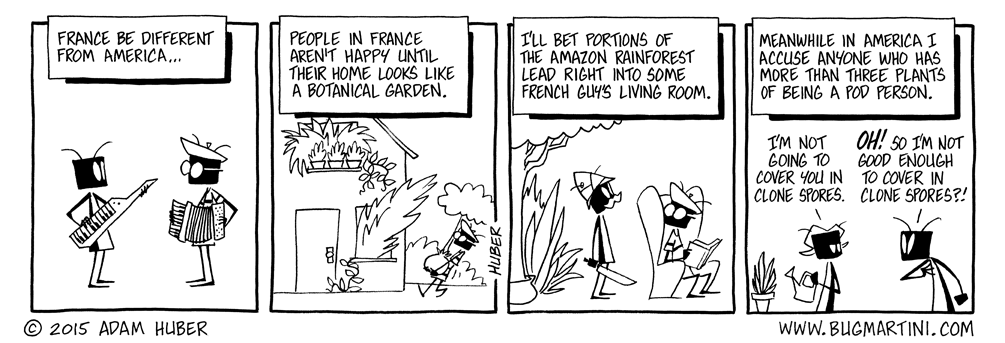 FRANCE BE DIFFERENT
FROM AMERICA...
PEOPLE IN FRANCE
AREN'T HAPPY UNTIL
THEIR HOME LOOKS LIKE
A BOTANICAL GARDEN.
HUBER
I'LL BET PORTIONS OF
THE AMAZON RAINFOREST
LEAD RIGHT INTO SOME
FRENCH GUY'S LIVING ROOM.
MEANWHILE IN AMERICA I
ACCUSE ANYONE WHO HAS
MORE THAN THREE PLANTS
OF BEING A POD PERSON.
I'M NOT
GOING TO
COVER YOU IN
CLONE SPORES.
OH! SO I'M NOT
GOOD ENOUGH
TO COVER IN
CLONE SPORES?!
© 2015 ADAM HUBER
WWW.BUGMARTINI.COM